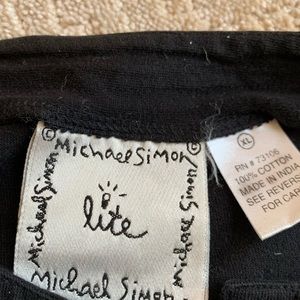 © Michael Simon
Michael Simon
lite
Michael Simon
Michael Simon
XL
RN # 73106
100% COTTON
MADE IN INDIA
SEE REVERS
FOR CAR